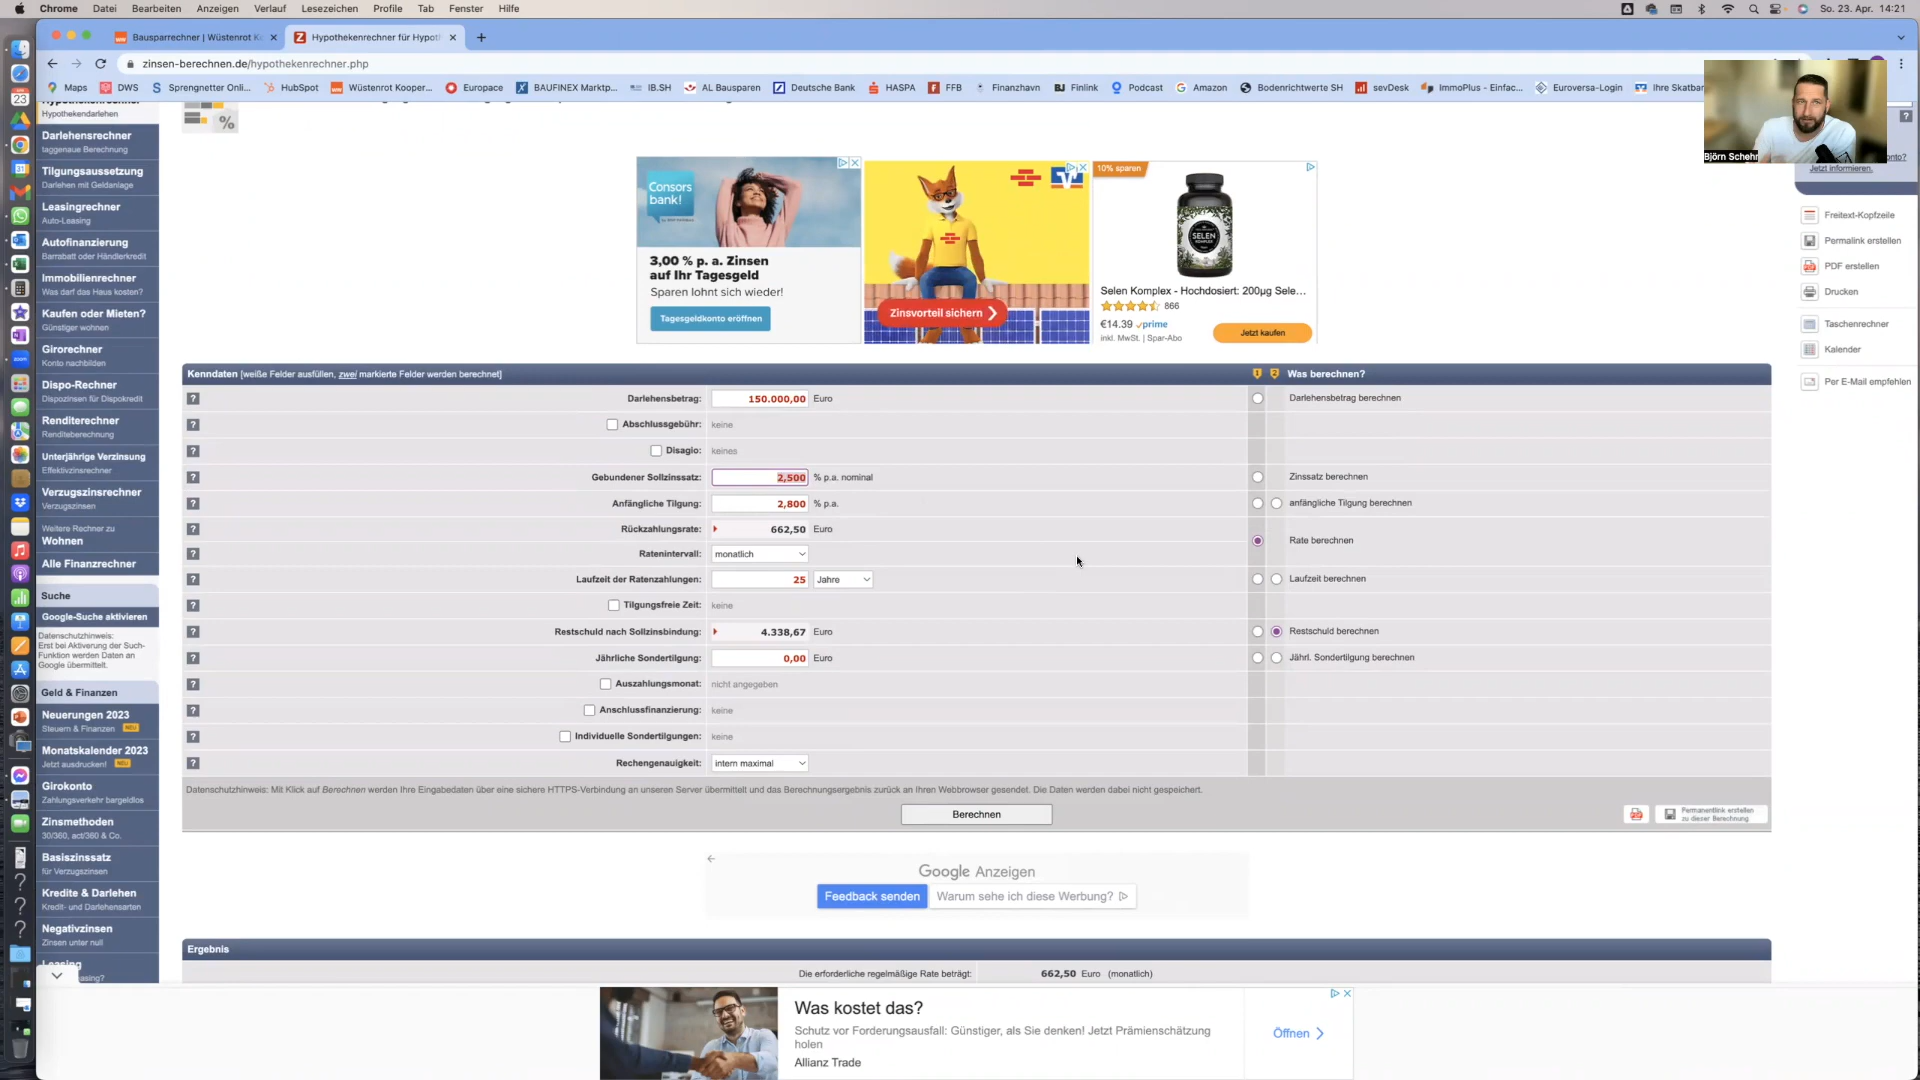 Chrome Datei Bearbeiten Anzeigen Verlauf Lesezeichen Profile Tab Fenster Hilfe So. 23. Apr. 14:21
Bausparrechner | Wüstenrot K
Hypothekenrechner für Hypoth
zinsen-berechnen.de/hypothekenrechner.php
Maps DWS Sprengnetter Onli... HubSpot Wüstenrot Kooper... Europace BAUFINEX Marktp... IB.SH AL Bausparen Deutsche Bank HASPA FFB Finanzhavn Finlink Podcast Amazon Bodenrichtwerte SH sevDesk ImmoPlus - Einfac... Euroversa-Login Ihre Skatbar
Björn Schehr
Jetzt informieren.
Hypothekendarlehen
Darlehensrechner
taggenaue Berechnung
Tilgungsaussetzung
Darlehen mit Geldanlage
Leasingrechner
Auto-Leasing
Autofinanzierung
Barrabatt oder Händlerkredit
Immobilienrechner
Was darf das Haus kosten?
Kaufen oder Mieten?
Günstiger wohnen
Girorechner
Konto nachbilden
Dispo-Rechner
Dispozinsen für Dispokredit
Renditerechner
Renditeberechnung
Unterjährige Verzinsung
Effektivzinsrechner
Verzugszinsrechner
Verzugszinsen
Weitere Rechner zu
Wohnen
Alle Finanzrechner
Suche
Google-Suche aktivieren
Datenschutzhinweis:
Erst bei Aktivierung der Such-
Funktion werden Daten an
Google übermittelt.
Geld & Finanzen
Neuerungen 2023
Steuern & Finanzen NEU
Monatskalender 2023
Jetzt ausdrucken! NEU
Girokonto
Zahlungsverkehr bargeldlos
Zinsmethoden
30/360, act/360 & Co.
Basiszinssatz
für Verzugszinsen
Kredite & Darlehen
Kredit- und Darlehensarten
Negativzinsen
Zinsen unter null
Leasing
Consors
bank!
3,00 % p. a. Zinsen
auf Ihr Tagesgeld
Sparen lohnt sich wieder!
Tagesgeldkonto eröffnen
Zinsvorteil sichern
10% sparen
SELEN
KOMPLEX
Selen Komplex - Hochdosiert: 200µg Sele...
866
€14.39 prime
inkl. MwSt. | Spar-Abo
Jetzt kaufen
Freitext-Kopfzeile
Permalink erstellen
PDF erstellen
Drucken
Taschenrechner
Kalender
Per E-Mail empfehlen
Kenndaten [weiße Felder ausfüllen, zwei markierte Felder werden berechnet] 1 2 Was berechnen?
? Darlehensbetrag: 150.000,00 Euro Darlehensbetrag berechnen
? Abschlussgebühr: keine
? Disagio: keines
? Gebundener Sollzinssatz: 2,500 % p.a. nominal Zinssatz berechnen
? Anfängliche Tilgung: 2,800 % p.a. anfängliche Tilgung berechnen
? Rückzahlungsrate: 662,50 Euro
Rate berechnen
? Ratenintervall: monatlich
? Laufzeit der Ratenzahlungen: 25 Jahre Laufzeit berechnen
? Tilgungsfreie Zeit: keine
? Restschuld nach Sollzinsbindung: 4.338,67 Euro Restschuld berechnen
? Jährliche Sondertilgung: 0,00 Euro Jährl. Sondertilgung berechnen
? Auszahlungsmonat: nicht angegeben
? Anschlussfinanzierung: keine
? Individuelle Sondertilgungen: keine
? Rechengenauigkeit: intern maximal
Datenschutzhinweis: Mit Klick auf Berechnen werden Ihre Eingabedaten über eine sichere HTTPS-Verbindung an unseren Server übermittelt und das Berechnungsergebnis zurück an Ihren Webbrowser gesendet. Die Daten werden dabei nicht gespeichert.
Berechnen
Permanentlink erstellen
zu dieser Berechnung
Google Anzeigen
Feedback senden
Warum sehe ich diese Werbung?
Ergebnis
Die erforderliche regelmäßige Rate beträgt: 662,50 Euro (monatlich)
Was kostet das?
Schutz vor Forderungsausfall: Günstiger, als Sie denken! Jetzt Prämienschätzung
holen
Allianz Trade
Öffnen